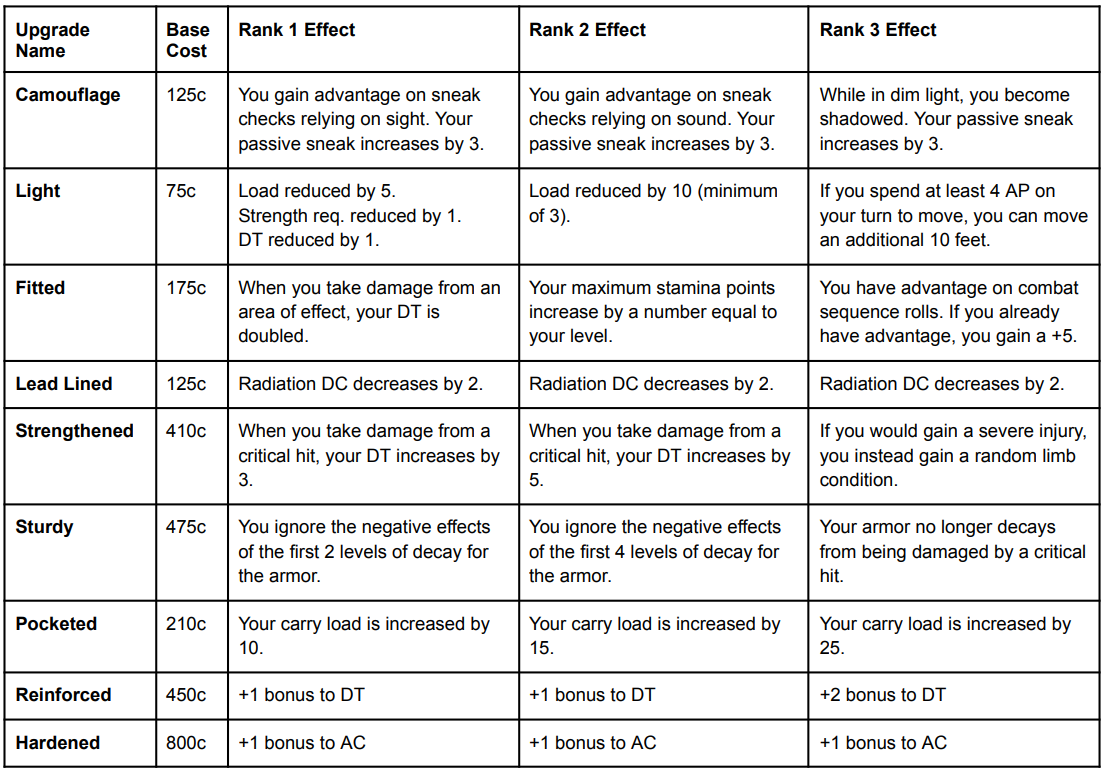 Upgrade Name
Base Cost
Rank 1 Effect
Rank 2 Effect
Rank 3 Effect
Camouflage
125c
You gain advantage on sneak
checks relying on sight. Your
passive sneak increases by 3.
You gain advantage on sneak
checks relying on sound. Your
passive sneak increases by 3.
While in dim light, you become
shadowed. Your passive sneak
increases by 3.
Light
75c
Load reduced by 5.
Strength req. reduced by 1.
DT reduced by 1.
Load reduced by 10 (minimum
of 3).
If you spend at least 4 AP on
your turn to move, you can move
an additional 10 feet.
Fitted
175c
When you take damage from an
area of effect, your DT is
doubled.
Your maximum stamina points
increase by a number equal to
your level.
You have advantage on combat
sequence rolls. If you already
have advantage, you gain a +5.
Lead Lined
125c
Radiation DC decreases by 2.
Radiation DC decreases by 2.
Radiation DC decreases by 2.
Strengthened
410c
When you take damage from a
critical hit, your DT increases by
3.
When you take damage from a
critical hit, your DT increases by
5.
If you would gain a severe injury,
you instead gain a random limb
condition.
Sturdy
475c
You ignore the negative effects
of the first 2 levels of decay for
the armor.
You ignore the negative effects
of the first 4 levels of decay for
the armor.
Your armor no longer decays
from being damaged by a critical
hit.
Pocketed
210c
Your carry load is increased by
10.
Your carry load is increased by
15.
Your carry load is increased by
25.
Reinforced
450c
+1 bonus to DT
+1 bonus to DT
+2 bonus to DT
Hardened
800c
+1 bonus to AC
+1 bonus to AC
+1 bonus to AC